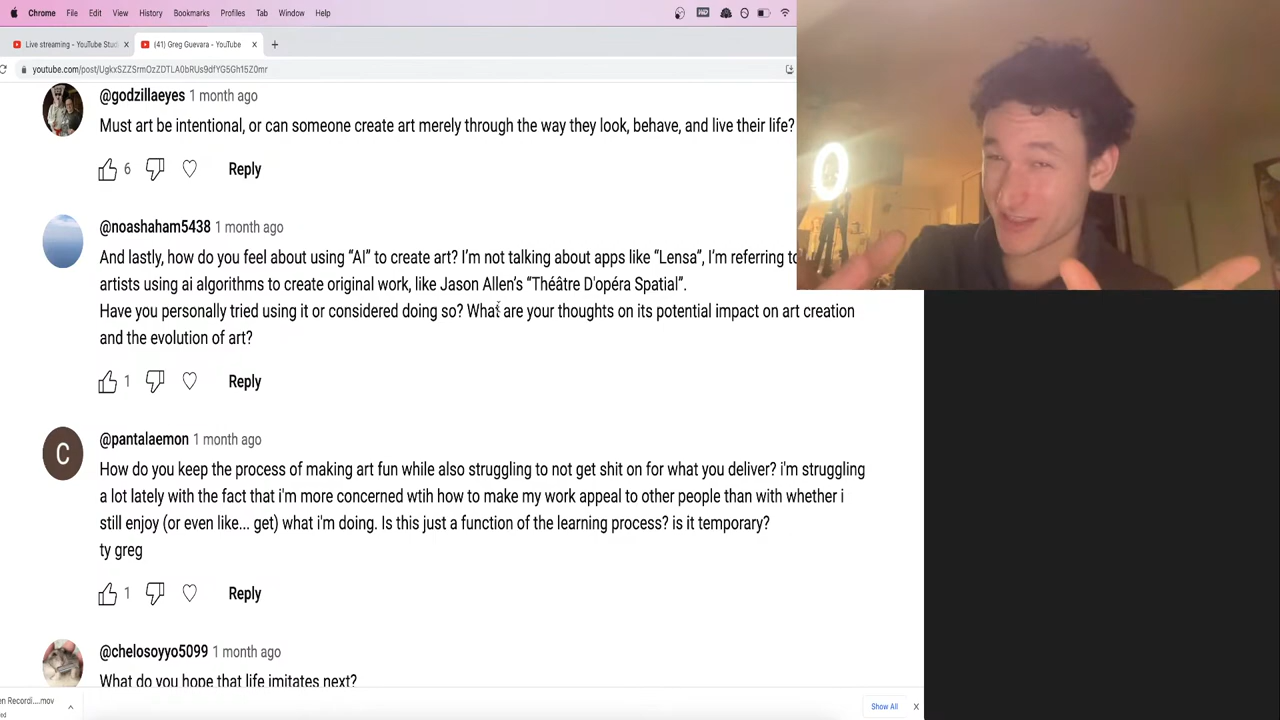 Chrome File Edit View History Bookmarks Profiles Tab Window Help
Live streaming - YouTube Stud
(41) Greg Guevara - YouTube
youtube.com/post/UgkxSZZSrmOzZDTLA0bRUs9dfYG5Gh15Z0mr
@godzillaeyes 1 month ago
Must art be intentional, or can someone create art merely through the way they look, behave, and live their life?
6 Reply
@noashaham5438 1 month ago
And lastly, how do you feel about using “AI” to create art? I’m not talking about apps like “Lensa”, I’m referring to
artists using ai algorithms to create original work, like Jason Allen’s “Théâtre D'opéra Spatial”.
Have you personally tried using it or considered doing so? What are your thoughts on its potential impact on art creation
and the evolution of art?
1 Reply
C
@pantalaemon 1 month ago
How do you keep the process of making art fun while also struggling to not get shit on for what you deliver? i'm struggling
a lot lately with the fact that i'm more concerned wtih how to make my work appeal to other people than with whether i
still enjoy (or even like... get) what i'm doing. Is this just a function of the learning process? is it temporary?
ty greg
1 Reply
@chelosoyyo5099 1 month ago
What do you hope that life imitates next?
en Recordi....mov
Show All